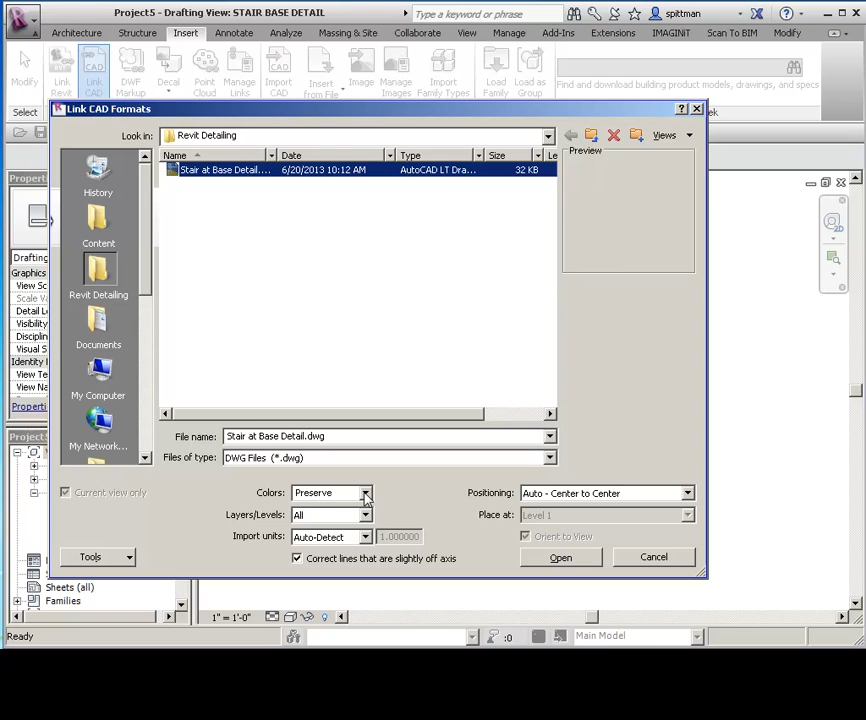 Project5 - Drafting View: STAIR BASE DETAIL
Type a keyword or phrase
spittman
Architecture Structure Insert Annotate Analyze Massing & Site Collaborate View Manage Add-Ins Extensions IMAGINiT Scan To BIM Modify
Modify
Link Revit
Link CAD
DWF Markup
Decal
Point Cloud
Manage Links
Import CAD
Insert from File
Manage Images
Import Family Types
Load Family
Load as Group
Find and download building product models, drawings, and specs
Select
Link CAD Formats
Look in: Revit Detailing
Views
Name Date Type Size Le
Stair at Base Detail.... 6/20/2013 10:12 AM AutoCAD LT Dra... 32 KB
Preview
History
Content
Revit Detailing
Documents
My Computer
My Network...
File name: Stair at Base Detail.dwg
Files of type: DWG Files (*.dwg)
Current view only
Colors: Preserve
Layers/Levels: All
Import units: Auto-Detect 1.000000
Correct lines that are slightly off axis
Positioning: Auto - Center to Center
Place at: Level 1
Orient to View
Tools
Open
Cancel
Propert
Drafting
Graphics
View Sc
Scale Va
Detail L
Visibility
Disciplin
Visual S
Identity
View Te
View Na
Properti
Project5
Sheets (all)
Families
2D
1" = 1'-0"
Ready
:0
Main Model